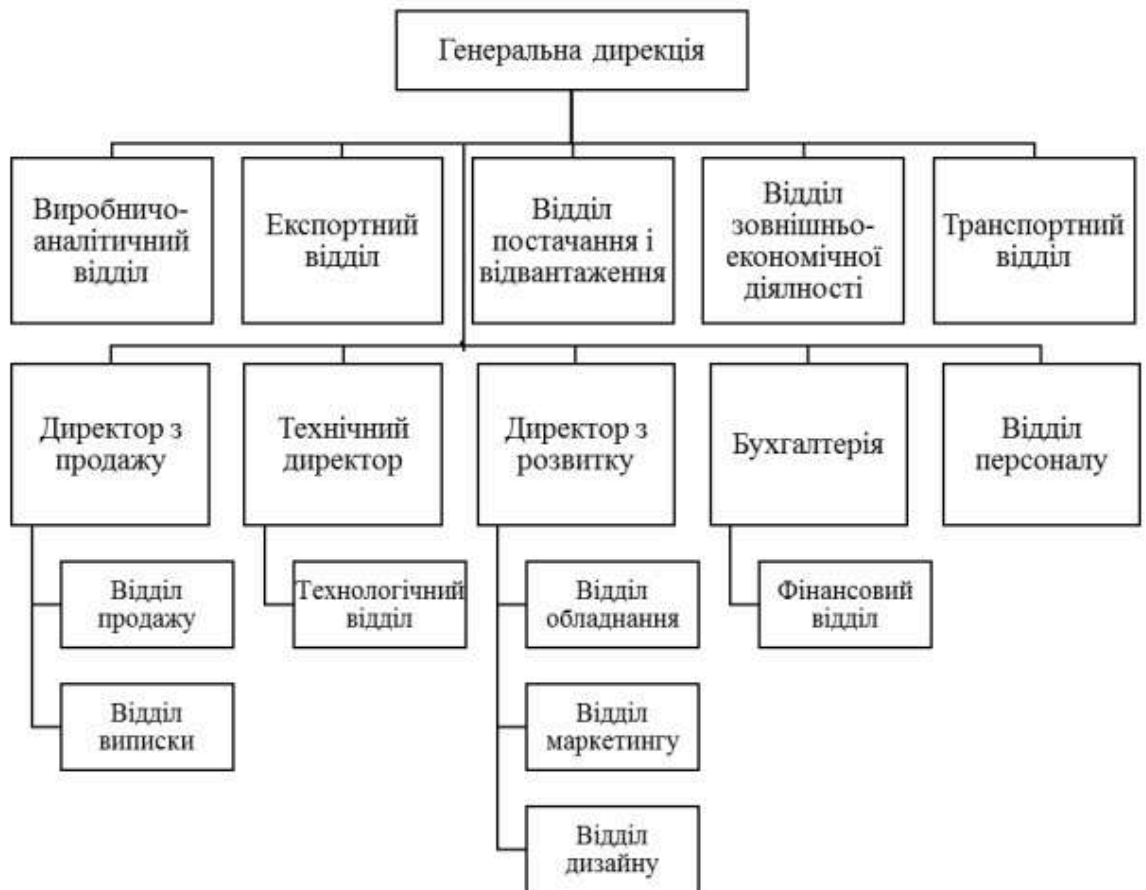 Генеральна дирекція
Виробничо-
аналітичний
відділ
Експортний
відділ
Відділ
постачання і
відвантаження
Відділ
зовнішньо-
економічної
діялності
Транспортний
відділ
Директор з
продажу
Технічний
директор
Директор з
розвитку
Бухгалтерія
Відділ
персоналу
Відділ
продажу
Технологічний
відділ
Відділ
обладнання
Фінансовий
відділ
Відділ
виписки
Відділ
маркетингу
Відділ
дизайну